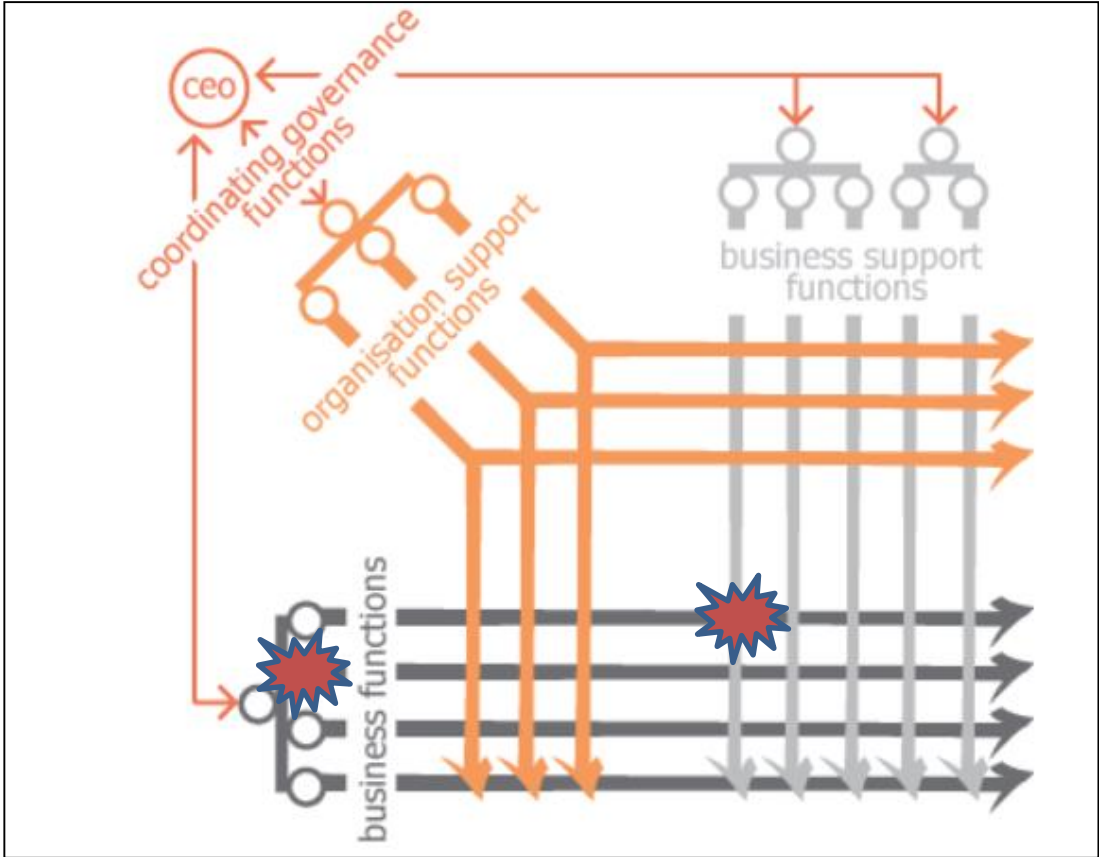 ceo
coordinating governance
functions
organisation support
functions
business support
functions
business functions